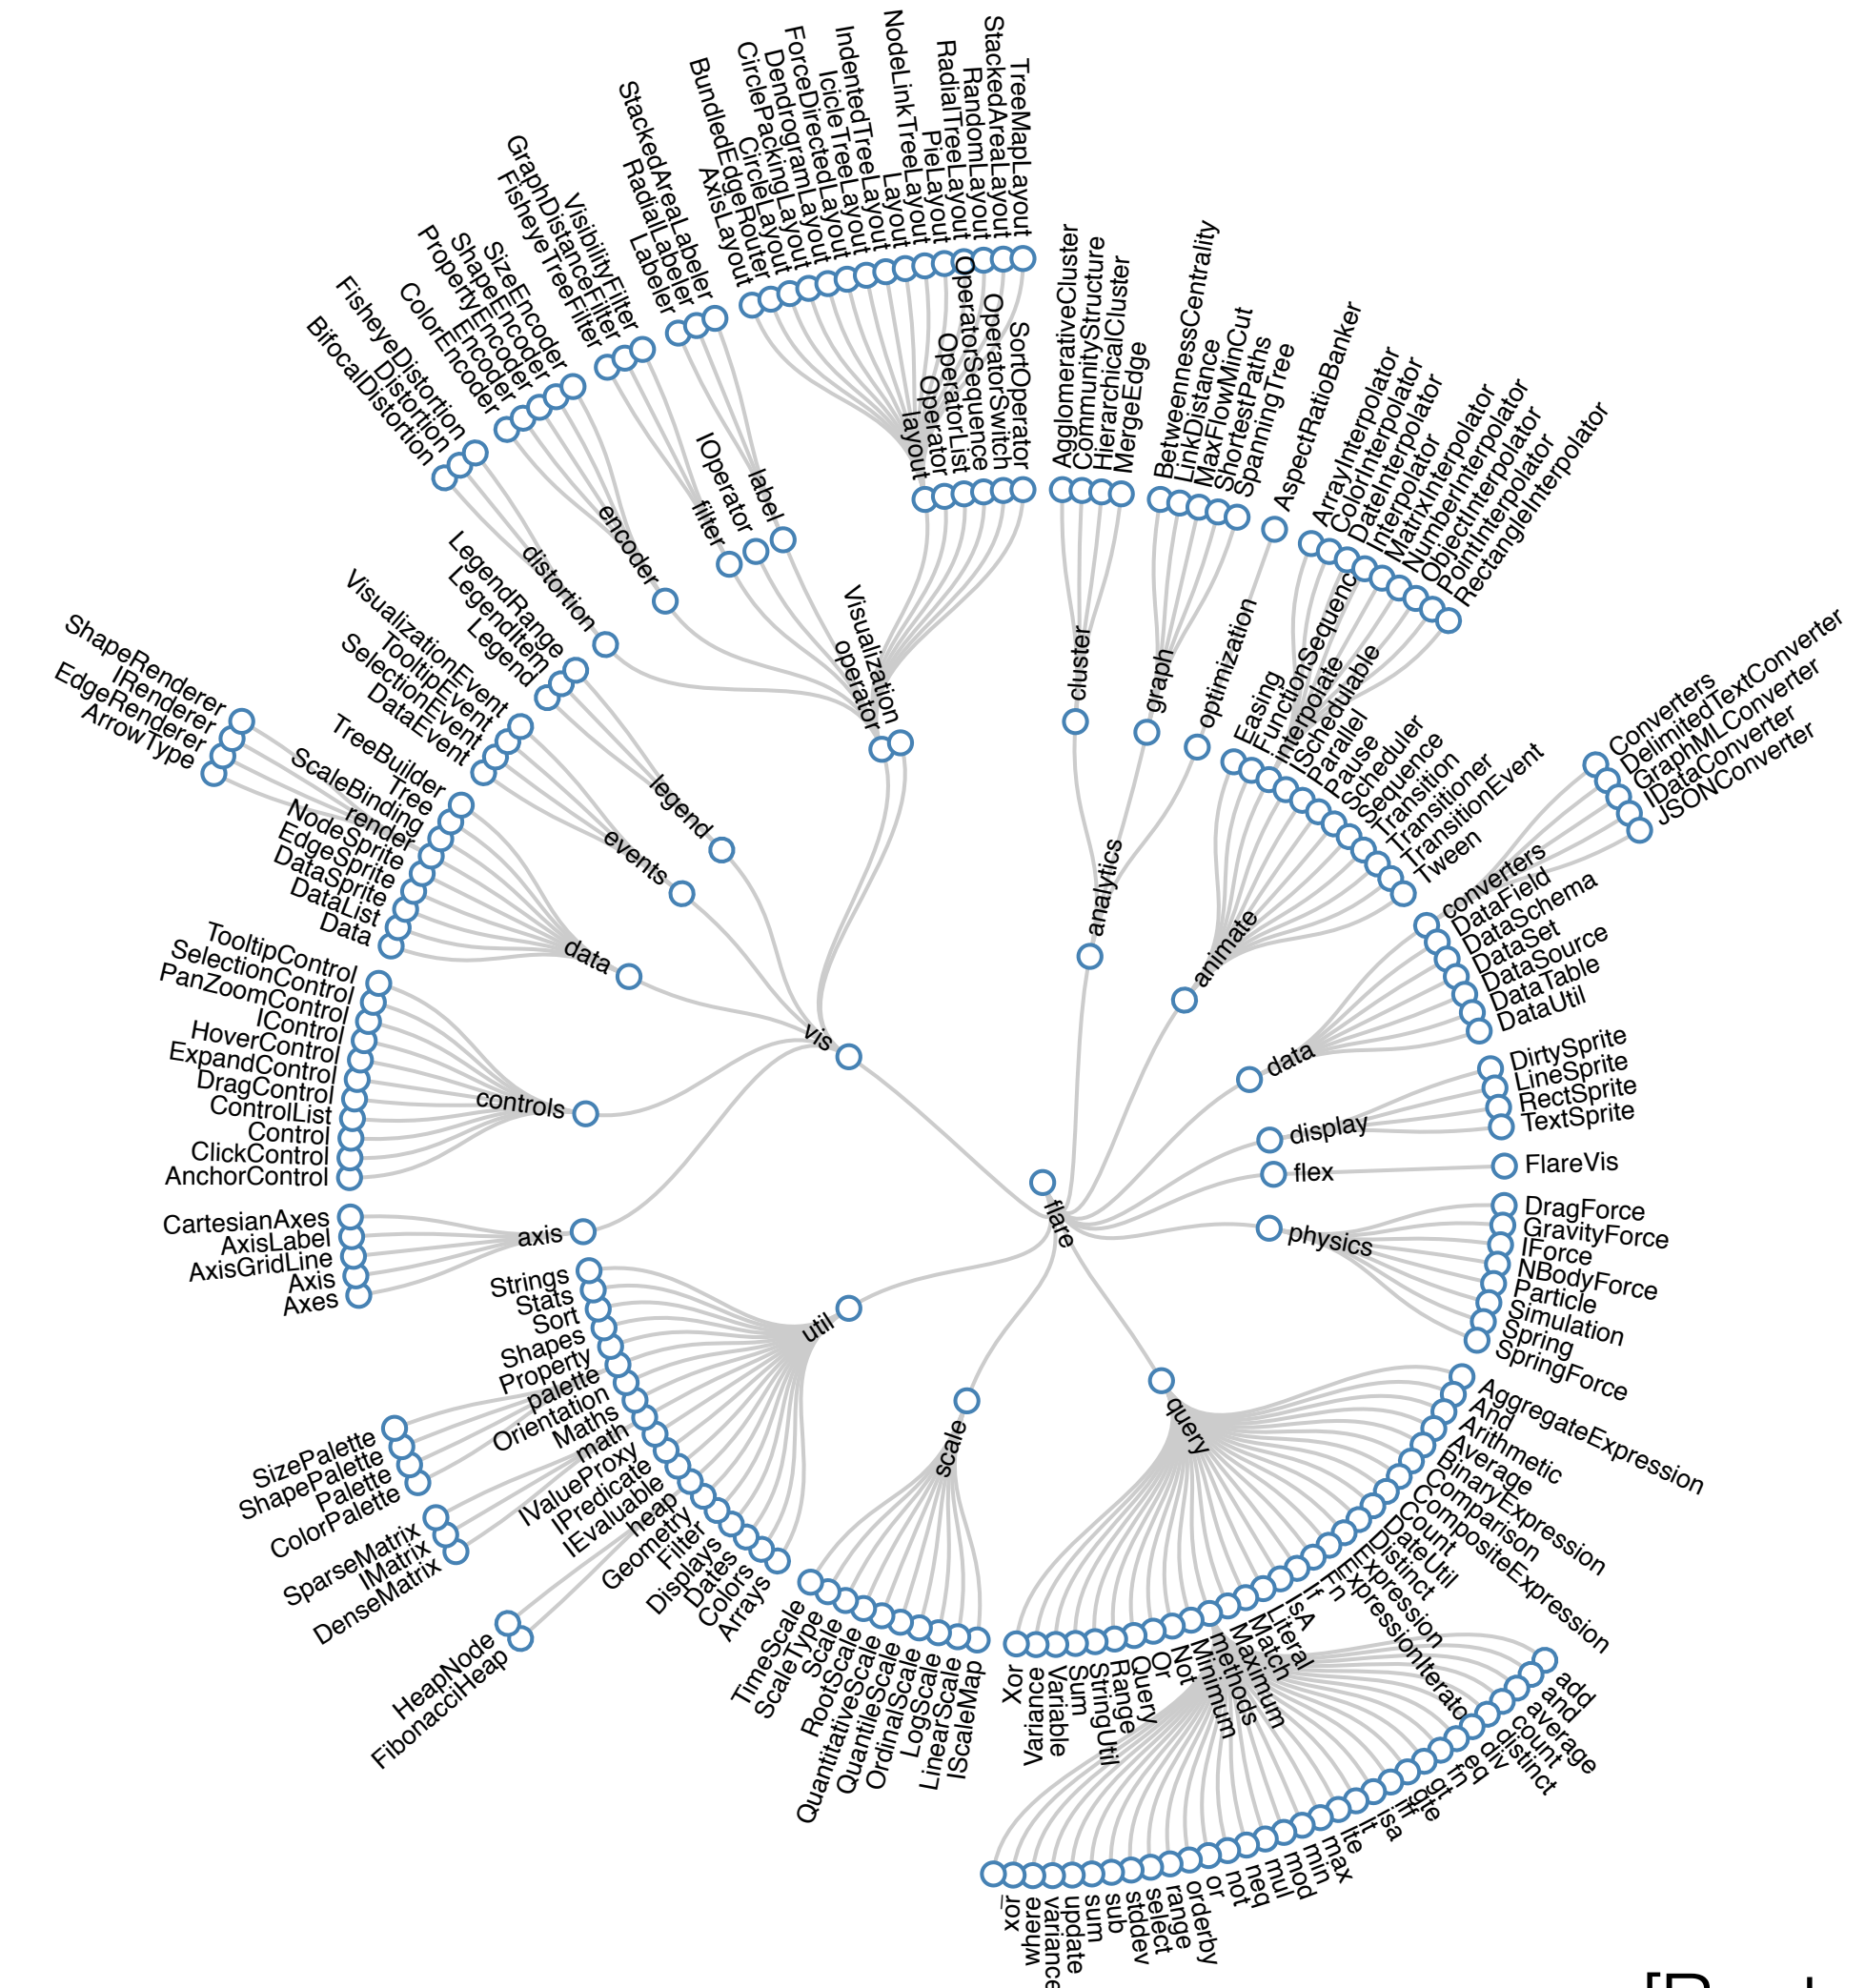 flare
analytics
cluster
AgglomerativeCluster
CommunityStructure
HierarchicalCluster
MergeEdge
graph
BetweennessCentrality
LinkDistance
MaxFlowMinCut
ShortestPaths
SpanningTree
optimization
AspectRatioBanker
animate
Easing
FunctionSequenc
Interpolate
ArrayInterpolator
ColorInterpolator
DateInterpolator
Interpolator
MatrixInterpolator
NumberInterpolator
ObjectInterpolator
PointInterpolator
RectangleInterpolator
ISchedulable
Parallel
Pause
Scheduler
Sequence
Transition
Transitioner
TransitionEvent
Tween
data
converters
Converters
DelimitedTextConverter
GraphMLConverter
IDataConverter
JSONConverter
DataField
DataSchema
DataSet
DataSource
DataTable
DataUtil
display
DirtySprite
LineSprite
RectSprite
TextSprite
flex
FlareVis
physics
DragForce
GravityForce
IForce
NBodyForce
Particle
Simulation
Spring
SpringForce
query
AggregateExpression
And
Arithmetic
Average
BinaryExpression
Comparison
CompositeExpression
Count
DateUtil
Distinct
Expression
ExpressionIterato
Fn
If
IsA
Literal
Match
Maximum
methods
add
and
average
count
distinct
div
eq
fn
gt
gte
iff
isa
lt
lte
max
min
mod
mul
neq
not
or
orderby
range
select
stddev
sub
sum
update
variance
where
xor
_
Minimum
Not
Or
Query
Range
StringUtil
Sum
Variable
Variance
Xor
scale
IScaleMap
LinearScale
LogScale
OrdinalScale
QuantileScale
QuantitativeScale
RootScale
Scale
ScaleType
TimeScale
util
Arrays
Colors
Dates
Displays
Filter
Geometry
heap
FibonacciHeap
HeapNode
IEvaluable
IPredicate
IValueProxy
math
DenseMatrix
IMatrix
SparseMatrix
Maths
Orientation
palette
ColorPalette
Palette
ShapePalette
SizePalette
Property
Shapes
Sort
Stats
Strings
vis
axis
Axes
Axis
AxisGridLine
AxisLabel
CartesianAxes
controls
AnchorControl
ClickControl
Control
ControlList
DragControl
ExpandControl
HoverControl
IControl
PanZoomControl
SelectionControl
TooltipControl
data
Data
DataList
DataSprite
EdgeSprite
NodeSprite
render
ArrowType
EdgeRenderer
IRenderer
ShapeRenderer
ScaleBinding
Tree
TreeBuilder
events
DataEvent
SelectionEvent
TooltipEvent
VisualizationEvent
legend
Legend
LegendItem
LegendRange
operator
distortion
BifocalDistortion
Distortion
FisheyeDistortion
encoder
ColorEncoder
Encoder
PropertyEncoder
ShapeEncoder
SizeEncoder
filter
FisheyeTreeFilter
GraphDistanceFilter
VisibilityFilter
IOperator
label
Labeler
RadialLabeler
StackedAreaLabeler
layout
AxisLayout
BundledEdgeRouter
CircleLayout
CirclePackingLayout
DendrogramLayout
ForceDirectedLayout
IcicleTreeLayout
IndentedTreeLayout
Layout
NodeLinkTreeLayout
PieLayout
RadialTreeLayout
RandomLayout
StackedAreaLayout
TreeMapLayout
Operator
OperatorList
OperatorSequence
OperatorSwitch
SortOperator
Visualization